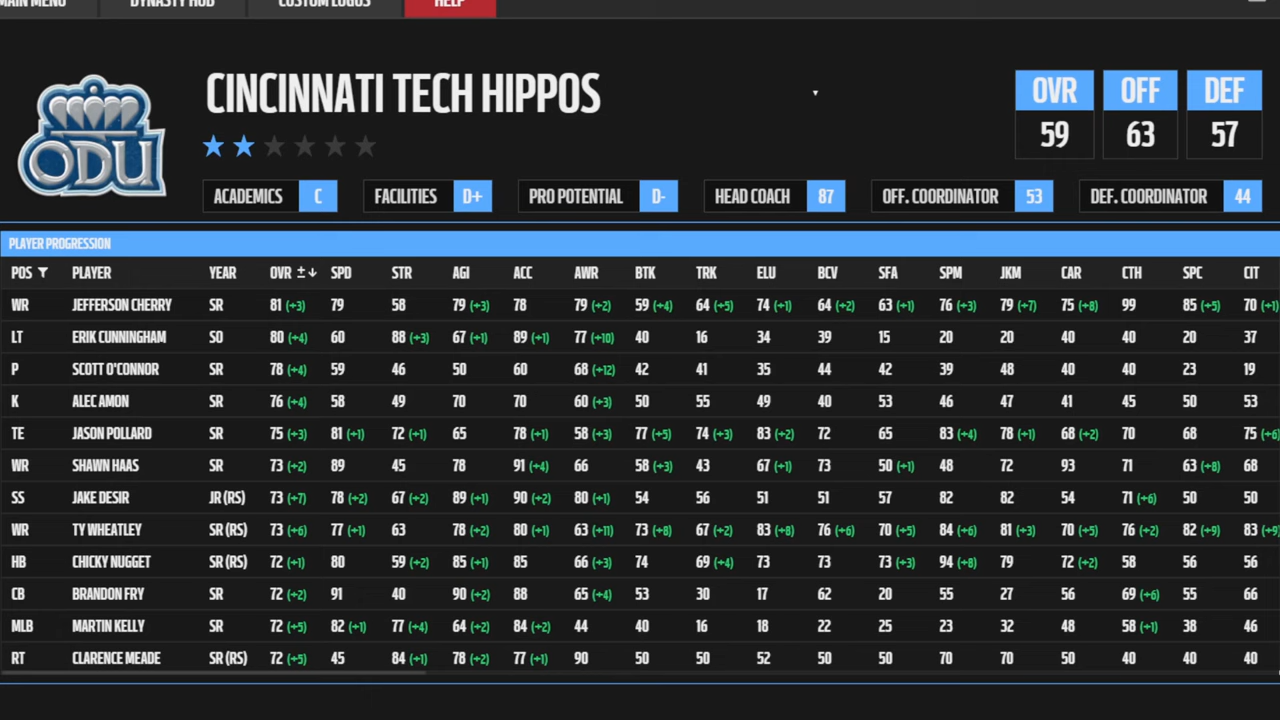 MAIN MENU DYNASTY HUB CUSTOM LOGOS HELP
ODU
CINCINNATI TECH HIPPOS
OVR OFF DEF
59 63 57
ACADEMICS C FACILITIES D+ PRO POTENTIAL D- HEAD COACH 87 OFF. COORDINATOR 53 DEF. COORDINATOR 44
PLAYER PROGRESSION
POS PLAYER YEAR OVR ± SPD STR AGI ACC AWR BTK TRK ELU BCV SFA SPM JKM CAR CTH SPC CIT
WR JEFFERSON CHERRY SR 81 (+3) 79 58 79 (+3) 78 79 (+2) 59 (+4) 64 (+5) 74 (+1) 64 (+2) 63 (+1) 76 (+3) 79 (+7) 75 (+8) 99 85 (+5) 70 (+1
LT ERIK CUNNINGHAM SO 80 (+4) 60 88 (+3) 67 (+1) 89 (+1) 77 (+10) 40 16 34 39 15 20 20 40 40 20 37
P SCOTT O'CONNOR SR 78 (+4) 59 46 50 60 68 (+12) 42 41 35 44 42 39 48 40 40 23 19
K ALEC AMON SR 76 (+4) 58 49 70 70 60 (+3) 50 55 49 40 53 46 47 41 45 50 53
TE JASON POLLARD SR 75 (+3) 81 (+1) 72 (+1) 65 78 (+1) 58 (+3) 77 (+5) 74 (+3) 83 (+2) 72 65 83 (+4) 78 (+1) 68 (+2) 70 68 75 (+6
WR SHAWN HAAS SR 73 (+2) 89 45 78 91 (+4) 66 58 (+3) 43 67 (+1) 73 50 (+1) 48 72 93 71 63 (+8) 68
SS JAKE DESIR JR (RS) 73 (+7) 78 (+2) 67 (+2) 89 (+1) 90 (+2) 80 (+1) 54 56 51 51 57 82 82 54 71 (+6) 50 50
WR TY WHEATLEY SR (RS) 73 (+6) 77 (+1) 63 78 (+2) 80 (+1) 63 (+11) 73 (+8) 67 (+2) 83 (+8) 76 (+6) 70 (+5) 84 (+6) 81 (+3) 70 (+5) 76 (+2) 82 (+9) 83 (+9
HB CHICKY NUGGET SR (RS) 72 (+1) 80 59 (+2) 85 (+1) 85 66 (+3) 74 69 (+4) 73 73 73 (+3) 94 (+8) 79 72 (+2) 58 56 56
CB BRANDON FRY SR 72 (+2) 91 40 90 (+2) 88 65 (+4) 53 30 17 62 20 55 27 56 69 (+6) 55 66
MLB MARTIN KELLY SR 72 (+5) 82 (+1) 77 (+4) 64 (+2) 84 (+2) 44 40 16 18 22 25 23 32 48 58 (+1) 38 46
RT CLARENCE MEADE SR (RS) 72 (+5) 45 84 (+1) 78 (+2) 77 (+1) 90 50 50 52 50 50 70 70 50 40 40 40